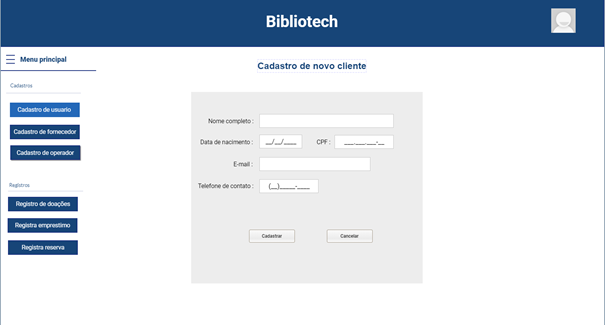 Bibliotech
Menu principal
Cadastro de novo cliente
Cadastros
Cadastro de usuario
Cadastro de fornecedor
Cadastro de operador
Registros
Registro de doações
Registra emprestimo
Registra reserva
Nome completo :
Data de nacimento : __/__/____ CPF : ___.___.___-__
E-mail :
Telefone de contato : (__)_____-____
Cadastrar Cancelar